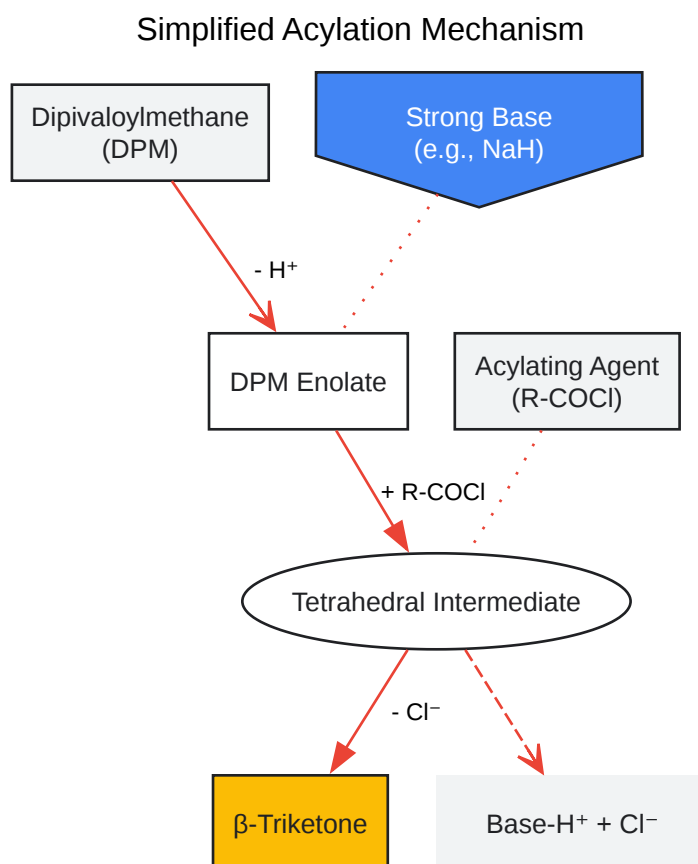 Simplified Acylation Mechanism
Dipivaloylmethane
(DPM)
Strong Base
(e.g., NaH)
- H⁺
DPM Enolate
Acylating Agent
(R-COCl)
+ R-COCl
Tetrahedral Intermediate
- Cl⁻
β-Triketone
Base-H⁺ + Cl⁻